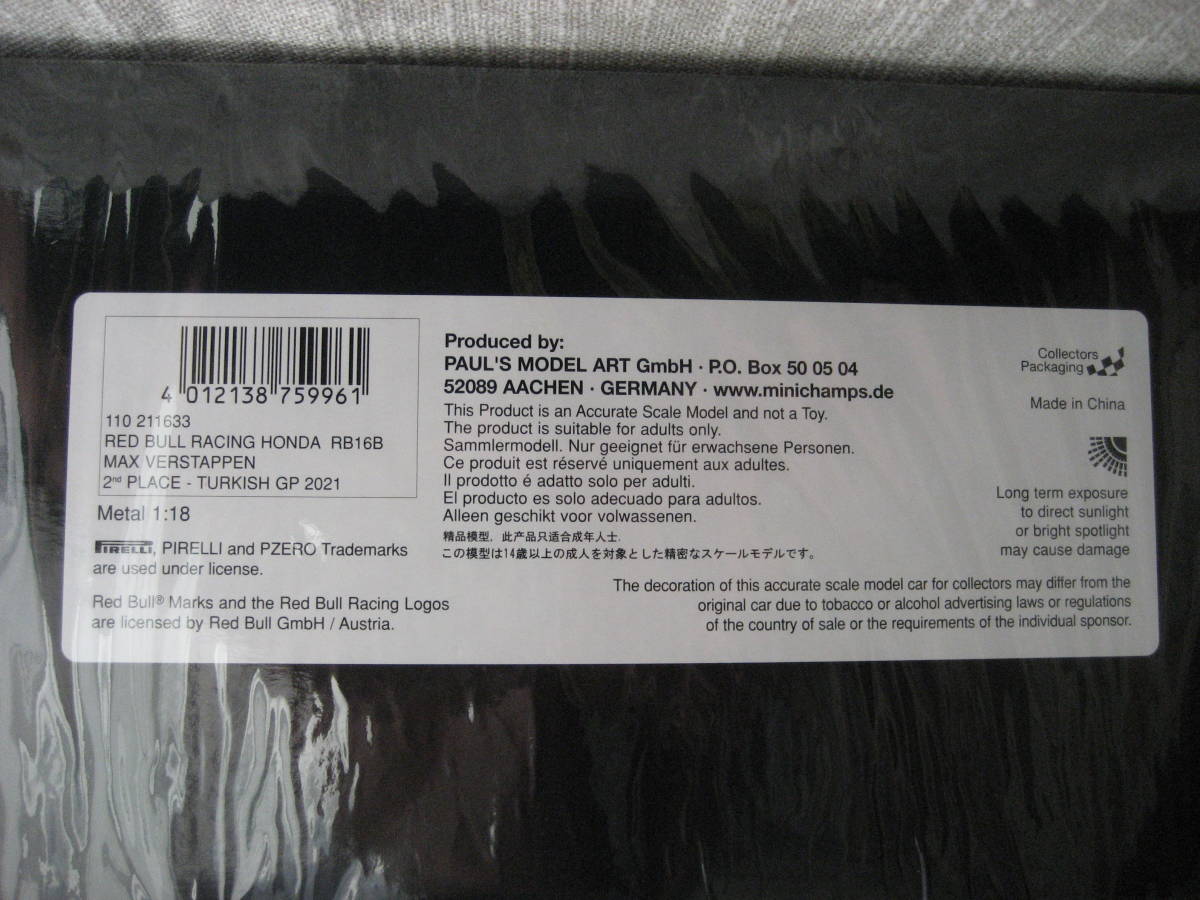 4 012138 759961
110 211633
RED BULL RACING HONDA RB16B
MAX VERSTAPPEN
2nd PLACE - TURKISH GP 2021
Metal 1:18
PIRELLI, PIRELLI and PZERO Trademarks
are used under license.
Red Bull® Marks and the Red Bull Racing Logos
are licensed by Red Bull GmbH / Austria.
Produced by:
PAUL'S MODEL ART GmbH · P.O. Box 50 05 04
52089 AACHEN · GERMANY · www.minichamps.de
This Product is an Accurate Scale Model and not a Toy.
The product is suitable for adults only.
Sammlermodell. Nur geeignet für erwachsene Personen.
Ce produit est réservé uniquement aux adultes.
Il prodotto é adatto solo per adulti.
El producto es solo adecuado para adultos.
Alleen geschikt voor volwassenen.
精品模型，此产品只适合成年人士.
この模型は14歳以上の成人を対象とした精密なスケールモデルです。
Collectors
Packaging
Made in China
Long term exposure
to direct sunlight
or bright spotlight
may cause damage
The decoration of this accurate scale model car for collectors may differ from the
original car due to tobacco or alcohol advertising laws or regulations
of the country of sale or the requirements of the individual sponsor.